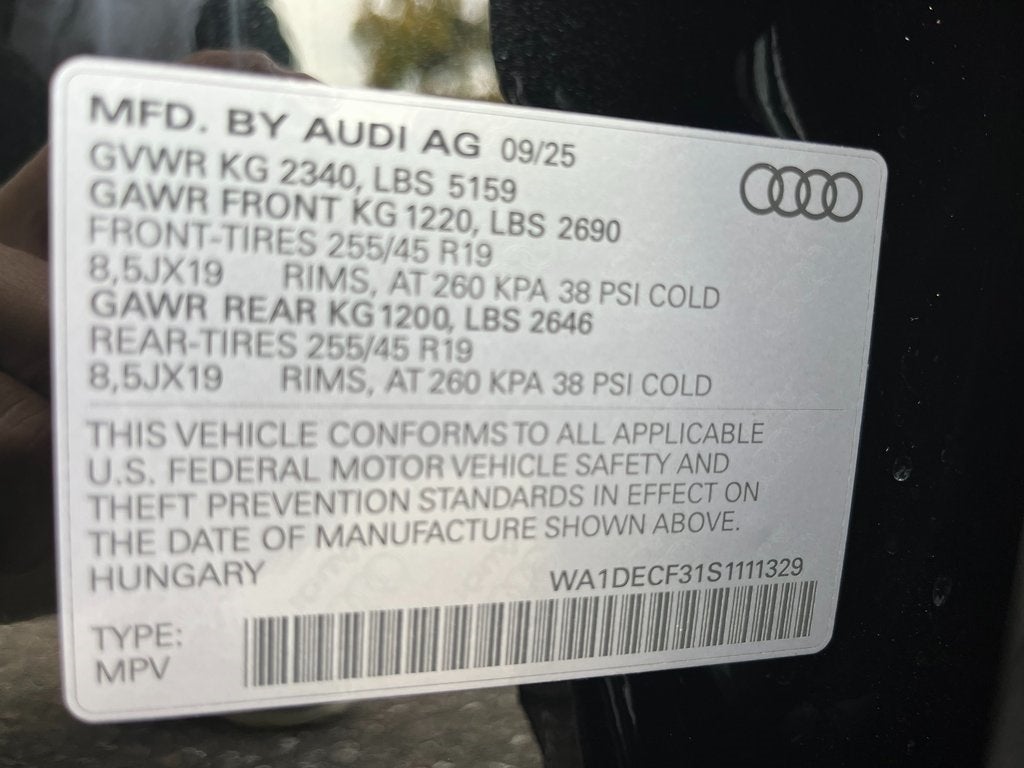 MFD. BY AUDI AG 09/25
GVWR KG 2340, LBS 5159
GAWR FRONT KG 1220, LBS 2690
FRONT-TIRES 255/45 R19
8,5JX19 RIMS, AT 260 KPA 38 PSI COLD
GAWR REAR KG 1200, LBS 2646
REAR-TIRES 255/45 R19
8,5JX19 RIMS, AT 260 KPA 38 PSI COLD
THIS VEHICLE CONFORMS TO ALL APPLICABLE
U.S. FEDERAL MOTOR VEHICLE SAFETY AND
THEFT PREVENTION STANDARDS IN EFFECT ON
THE DATE OF MANUFACTURE SHOWN ABOVE.
HUNGARY
WA1DECF31S1111329
TYPE:
MPV